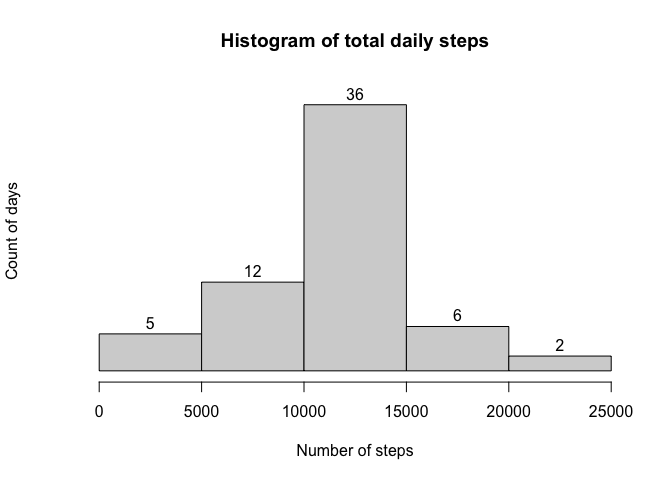 Histogram of total daily steps
36
12
6
5
2
Count of days
0 5000 10000 15000 20000 25000
Number of steps